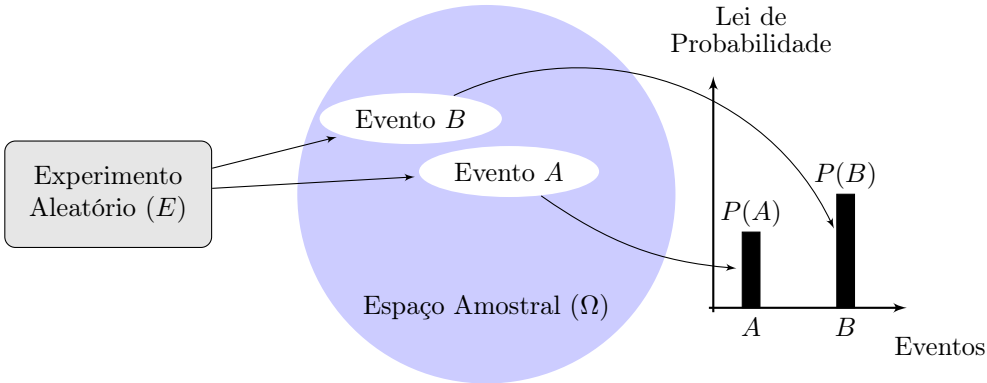 Lei de
Probabilidade
Evento B
Evento A
Experimento
Aleatório (E)
P(B)
P(A)
Espaço Amostral (Ω)
A
B
Eventos